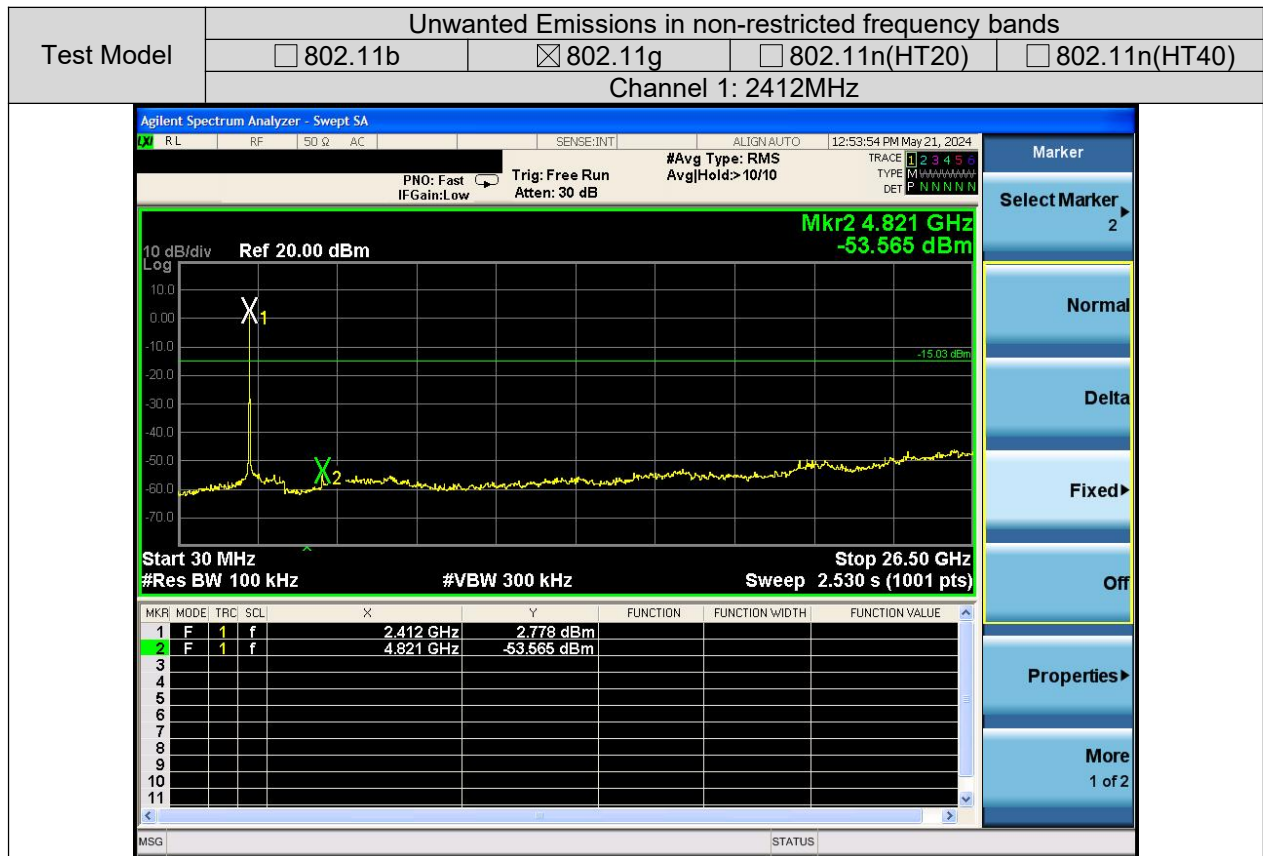 Unwanted Emissions in non-restricted frequency bands
Test Model
☐ 802.11b ☒ 802.11g ☐ 802.11n(HT20) ☐ 802.11n(HT40)
Channel 1: 2412MHz
Agilent Spectrum Analyzer - Swept SA
LXI RL RF 50 Ω AC SENSE:INT ALIGNAUTO 12:53:54 PM May 21, 2024
PNO: Fast
IFGain:Low
Trig: Free Run
Atten: 30 dB
#Avg Type: RMS
Avg|Hold:>10/10
TRACE 1 2 3 4 5 6
TYPE M
DET P N N N N N
Mkr2 4.821 GHz
-53.565 dBm
10 dB/div Ref 20.00 dBm
Log
10.0
0.00
-10.0
-20.0
-30.0
-40.0
-50.0
-60.0
-70.0
1
2
-15.03 dBm
Start 30 MHz Stop 26.50 GHz
#Res BW 100 kHz #VBW 300 kHz Sweep 2.530 s (1001 pts)
MKR MODE TRC SCL X Y FUNCTION FUNCTION WIDTH FUNCTION VALUE
1 F 1 f 2.412 GHz 2.778 dBm
2 F 1 f 4.821 GHz -53.565 dBm
3
4
5
6
7
8
9
10
11
MSG STATUS
Marker
Select Marker
2
Normal
Delta
Fixed
Off
Properties
More
1 of 2